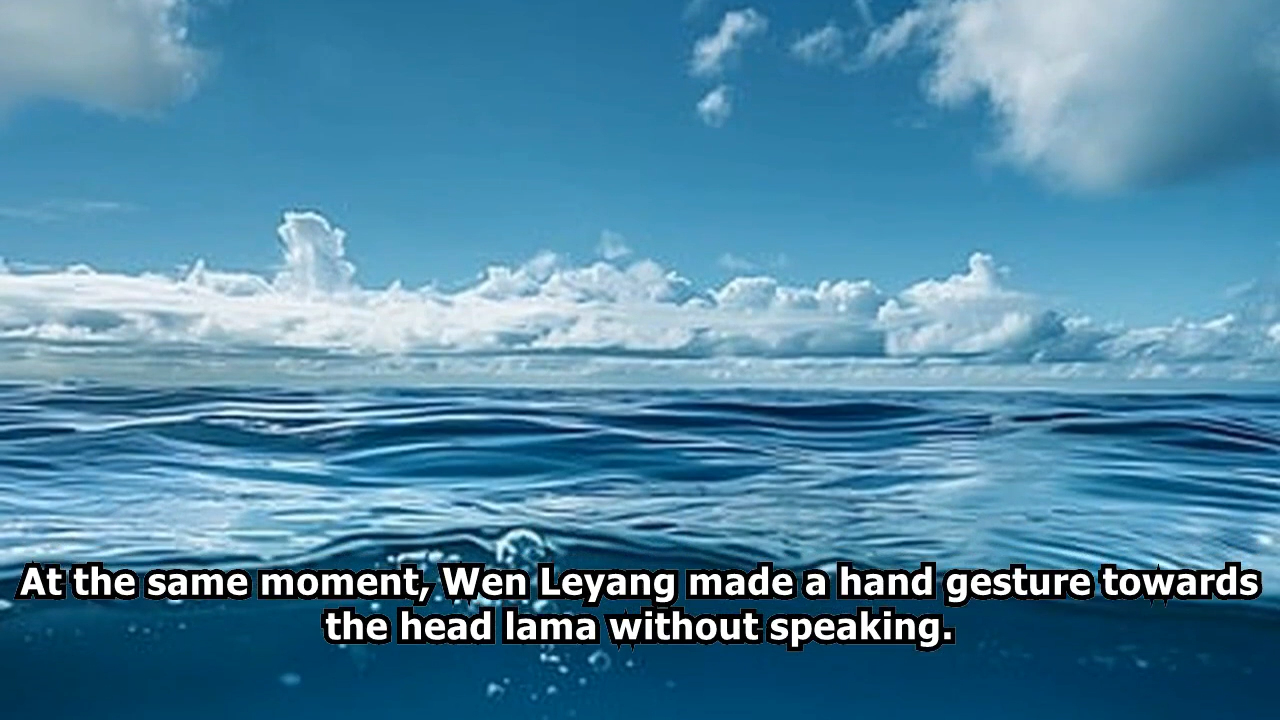 At the same moment, Wen Leyang made a hand gesture towards
the head lama without speaking.